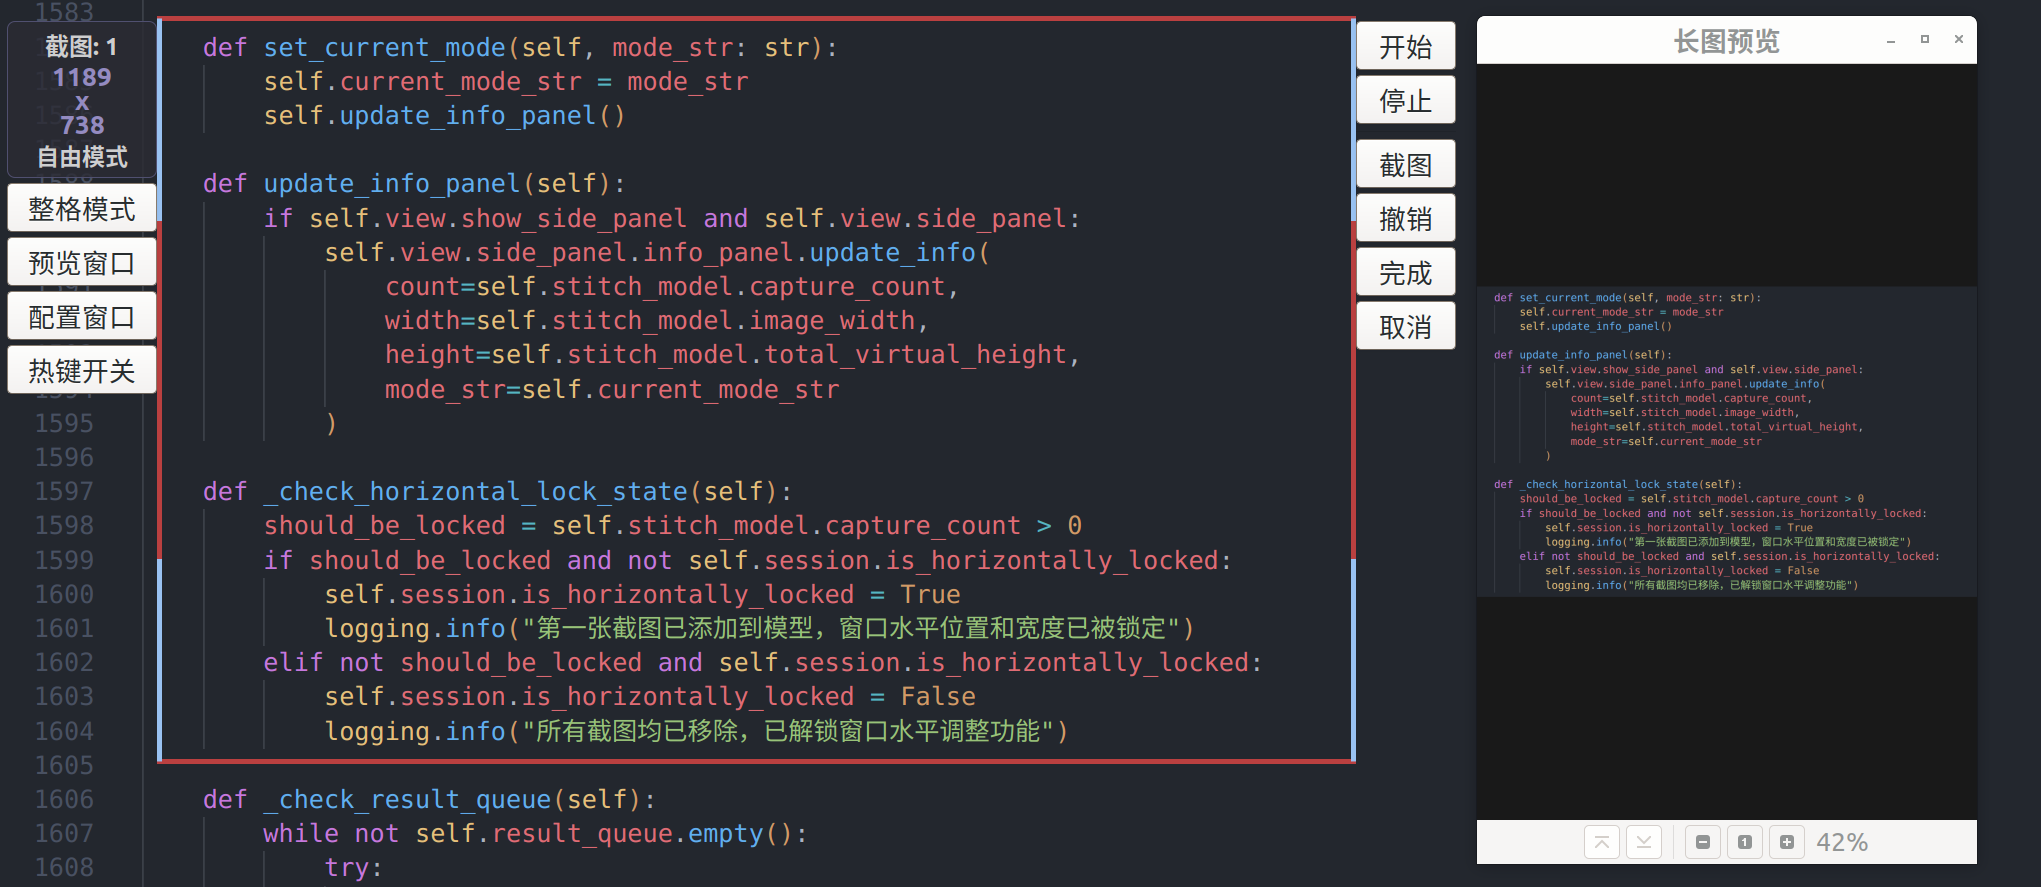 1583
截图: 1
1189
x
738
自由模式
整格模式
预览窗口
配置窗口
热键开关
1595
1596
1597
1598
1599
1600
1601
1602
1603
1604
1605
1606
1607
1608
def set_current_mode(self, mode_str: str):
self.current_mode_str = mode_str
self.update_info_panel()
def update_info_panel(self):
if self.view.show_side_panel and self.view.side_panel:
self.view.side_panel.info_panel.update_info(
count=self.stitch_model.capture_count,
width=self.stitch_model.image_width,
height=self.stitch_model.total_virtual_height,
mode_str=self.current_mode_str
)
def _check_horizontal_lock_state(self):
should_be_locked = self.stitch_model.capture_count > 0
if should_be_locked and not self.session.is_horizontally_locked:
self.session.is_horizontally_locked = True
logging.info("第一张截图已添加到模型，窗口水平位置和宽度已被锁定")
elif not should_be_locked and self.session.is_horizontally_locked:
self.session.is_horizontally_locked = False
logging.info("所有截图均已移除，已解锁窗口水平调整功能")
def _check_result_queue(self):
while not self.result_queue.empty():
try:
开始
停止
截图
撤销
完成
取消
长图预览
def set_current_mode(self, mode_str: str):
self.current_mode_str = mode_str
self.update_info_panel()
def update_info_panel(self):
if self.view.show_side_panel and self.view.side_panel:
self.view.side_panel.info_panel.update_info(
count=self.stitch_model.capture_count,
width=self.stitch_model.image_width,
height=self.stitch_model.total_virtual_height,
mode_str=self.current_mode_str
)
def _check_horizontal_lock_state(self):
should_be_locked = self.stitch_model.capture_count > 0
if should_be_locked and not self.session.is_horizontally_locked:
self.session.is_horizontally_locked = True
logging.info("第一张截图已添加到模型，窗口水平位置和宽度已被锁定")
elif not should_be_locked and self.session.is_horizontally_locked:
self.session.is_horizontally_locked = False
logging.info("所有截图均已移除，已解锁窗口水平调整功能")
1
42%